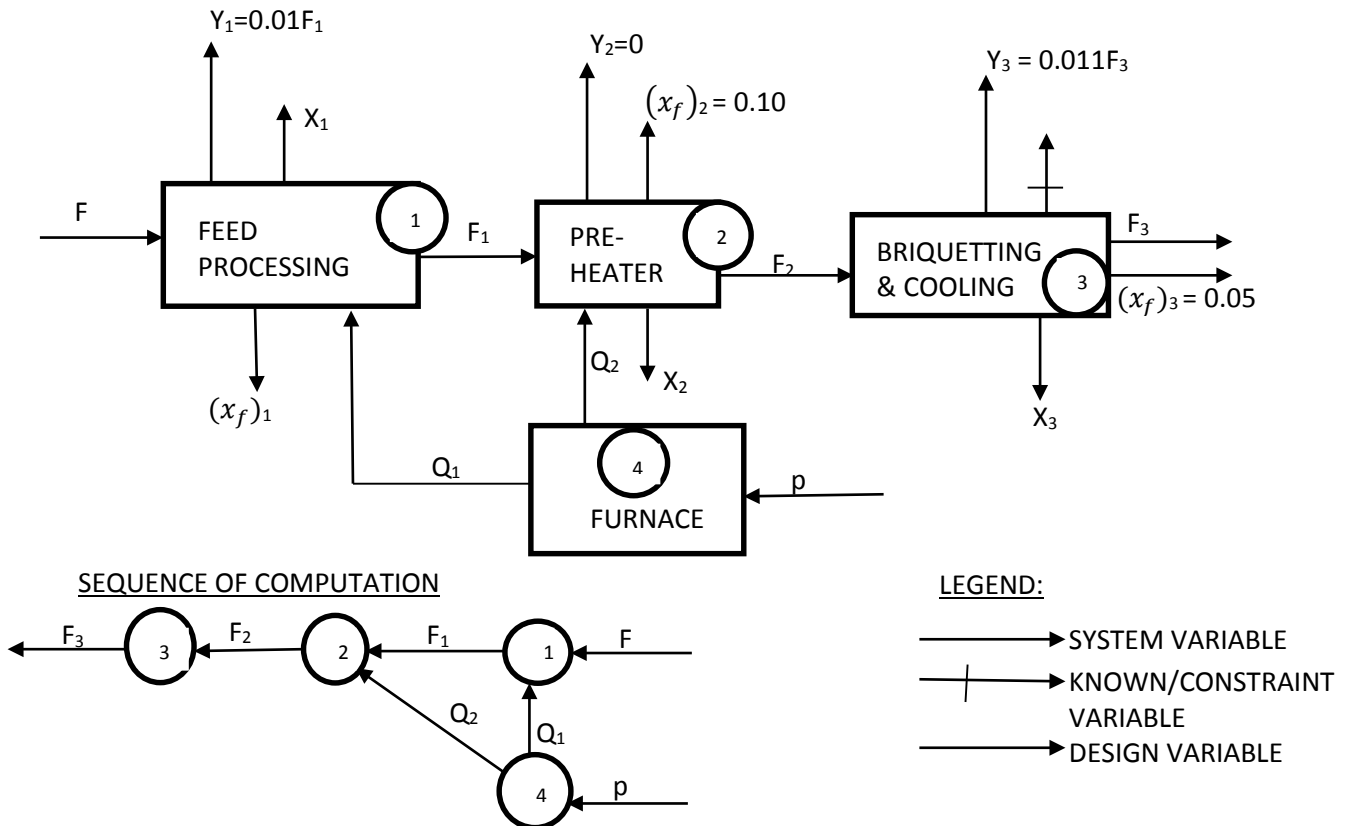 Y₁=0.01F₁
Y₂=0
Y₃ = 0.011F₃
X₁
(x_f)₂ = 0.10
F
FEED
PROCESSING
1
F₁
PRE-
HEATER
2
F₂
BRIQUETTING
& COOLING
3
F₃
(x_f)₃ = 0.05
(x_f)₁
Q₂
X₂
X₃
Q₁
4
FURNACE
p
SEQUENCE OF COMPUTATION
F₃
3
F₂
2
F₁
1
F
Q₂
Q₁
4
p
LEGEND:
SYSTEM VARIABLE
KNOWN/CONSTRAINT
VARIABLE
DESIGN VARIABLE